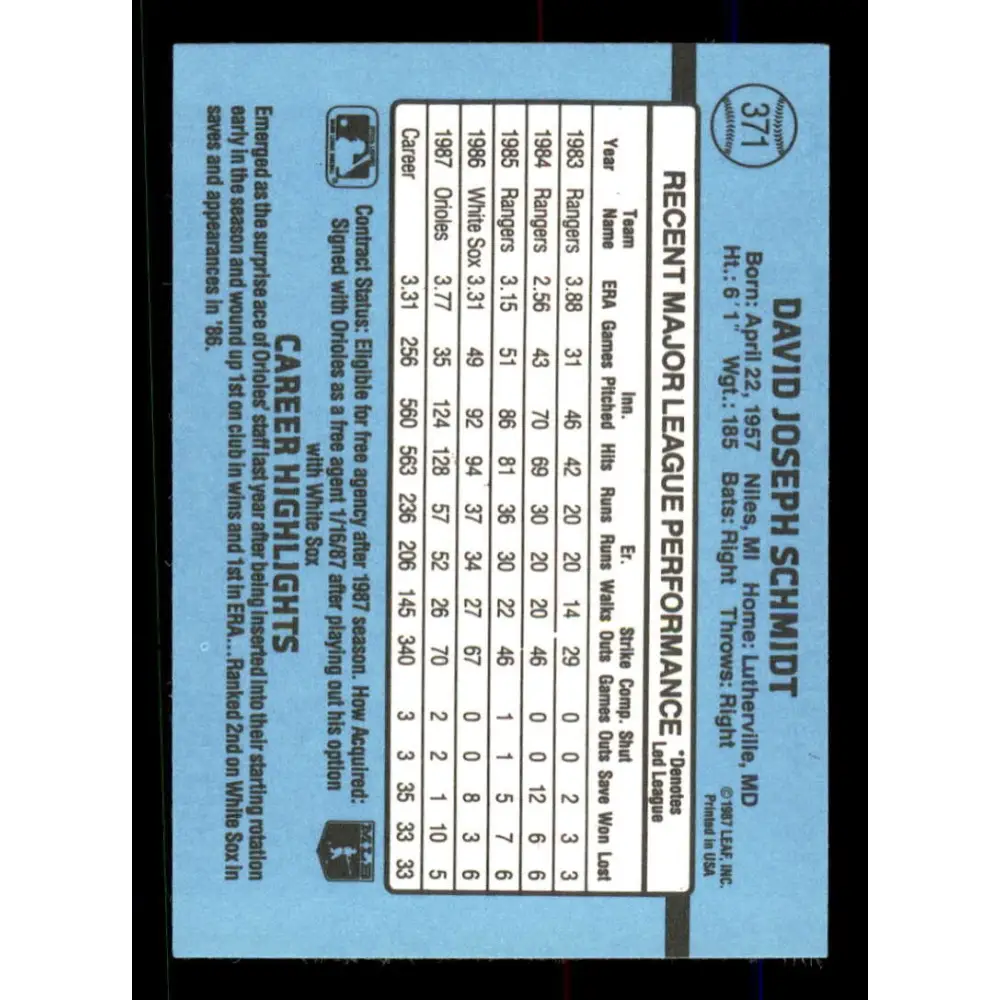 371
DAVID JOSEPH SCHMIDT
Born: April 22, 1957 Niles, MI Home: Lutherville, MD
Ht.: 6'1" Wgt.: 185 Bats: Right Throws: Right
©1987 LEAF, INC.
Printed in USA
RECENT MAJOR LEAGUE PERFORMANCE *Denotes Led League
Team Inn. Er. Strike Comp. Shut
Year Name ERA Games Pitched Hits Runs Runs Walks Outs Games Outs Save Won Lost
1983 Rangers 3.88 31 46 42 20 20 14 29 0 0 2 3 3
1984 Rangers 2.56 43 70 69 30 20 20 46 0 0 12 6 6
1985 Rangers 3.15 51 86 81 36 30 22 46 1 1 5 7 6
1986 White Sox 3.31 49 92 94 37 34 27 67 0 0 8 3 6
1987 Orioles 3.77 35 124 128 57 52 26 70 2 2 1 10 5
Career 3.31 256 560 563 236 206 145 340 3 3 35 33 33
Contract Status: Eligible for free agency after 1987 season. How Acquired:
Signed with Orioles as a free agent 1/16/87 after playing out his option
with White Sox
MLB
CAREER HIGHLIGHTS
Emerged as the surprise ace of Orioles' staff last year after being inserted into their starting rotation
early in the season and wound up 1st on club in wins and 1st in ERA... Ranked 2nd on White Sox in
saves and appearances in '86.